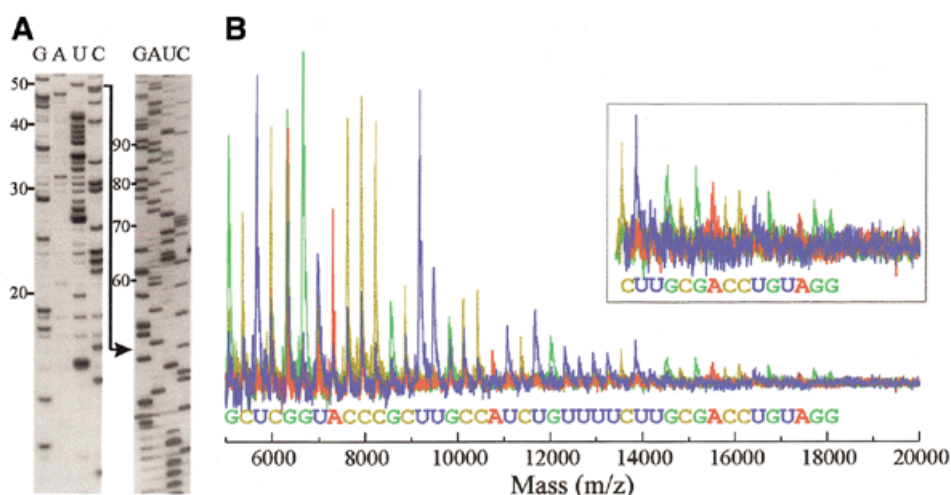 A
B
G A U C
GAUC
50
40
30
20
90
80
70
60
CUUGCGACCUGUAGG
GCUCGGUACCCGCUUGCCAUCUGUUUUCUUGCGACCUGUAGG
6000 8000 10000 12000 14000 16000 18000 20000
Mass (m/z)